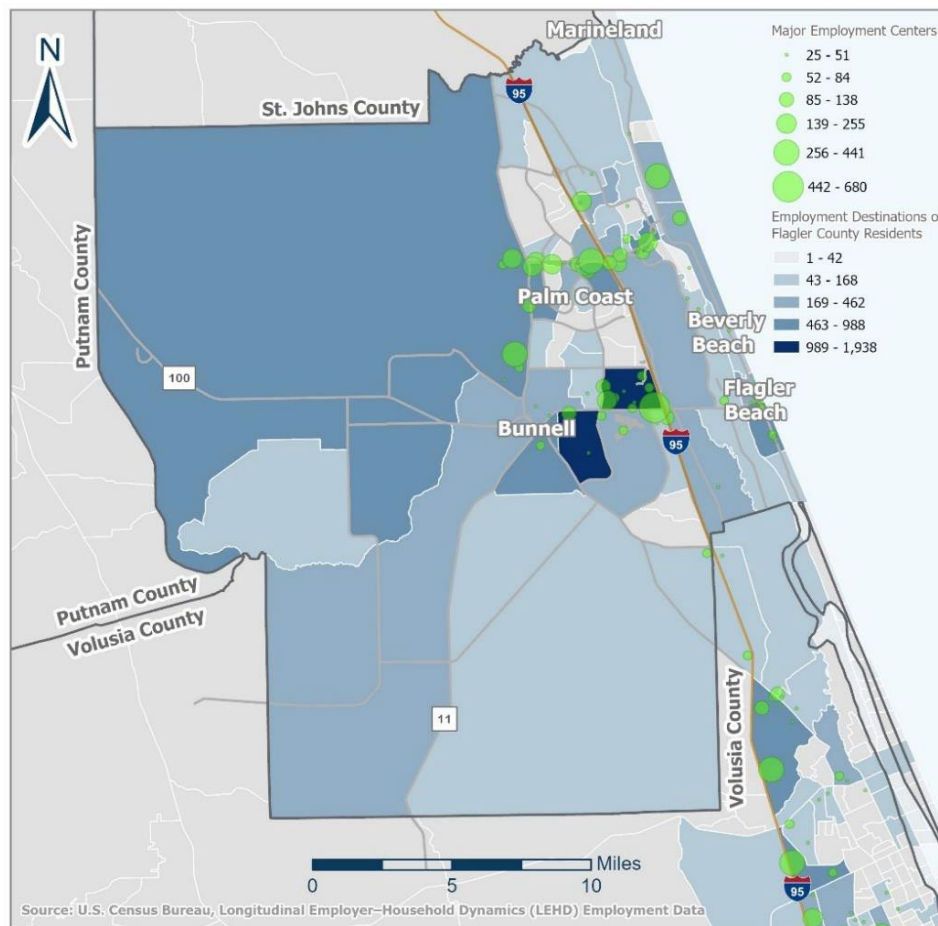 Marineland
N
95
St. Johns County
Major Employment Centers
25 - 51
52 - 84
85 - 138
139 - 255
256 - 441
442 - 680
Employment Destinations o
Flagler County Residents
1 - 42
43 - 168
169 - 462
463 - 988
989 - 1,938
Putnam County
Palm Coast
Beverly
Beach
100
Flagler
Beach
Bunnell
95
Putnam County
Volusia County
11
Volusia County
Miles
0 5 10
95
Source: U.S. Census Bureau, Longitudinal Employer–Household Dynamics (LEHD) Employment Data